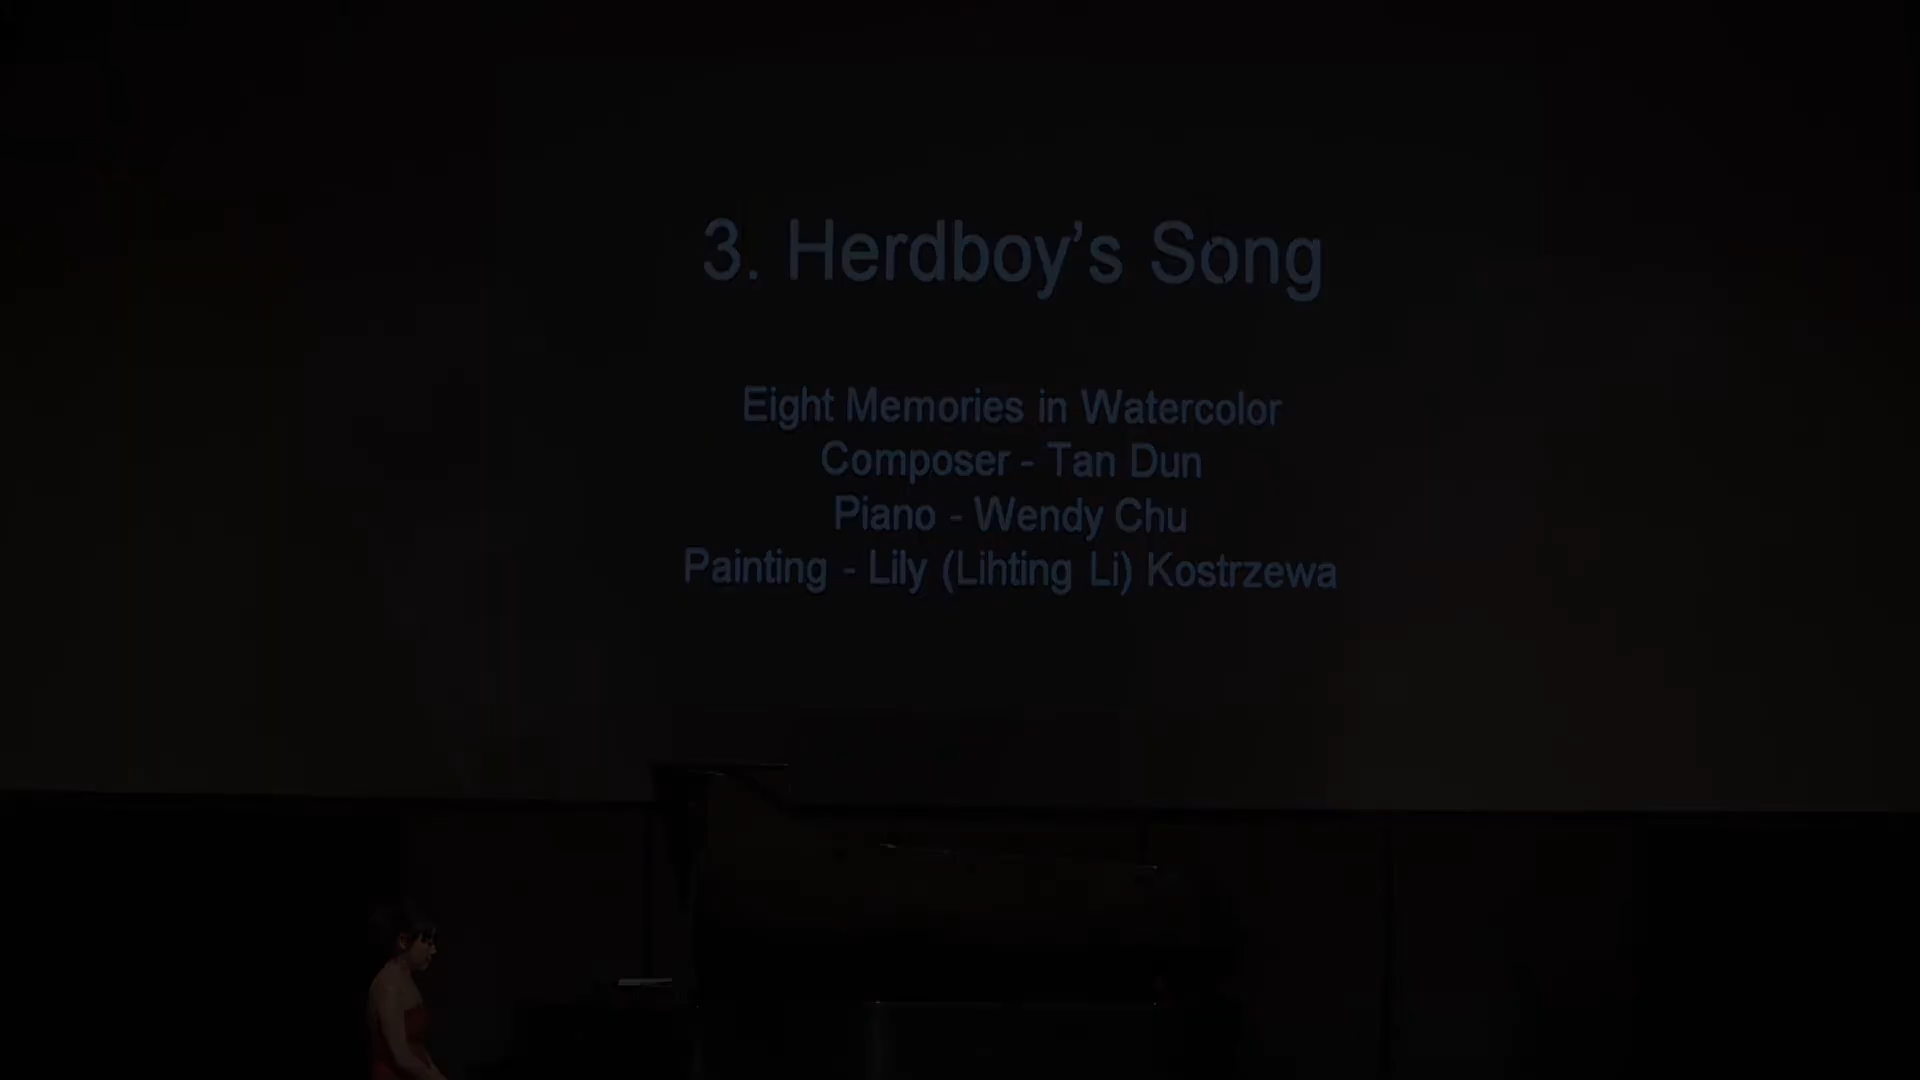 3. Herdboy's Song
Eight Memories in Watercolor
Composer - Tan Dun
Piano - Wendy Chu
Painting - Lily (Lihting Li) Kostrzewa